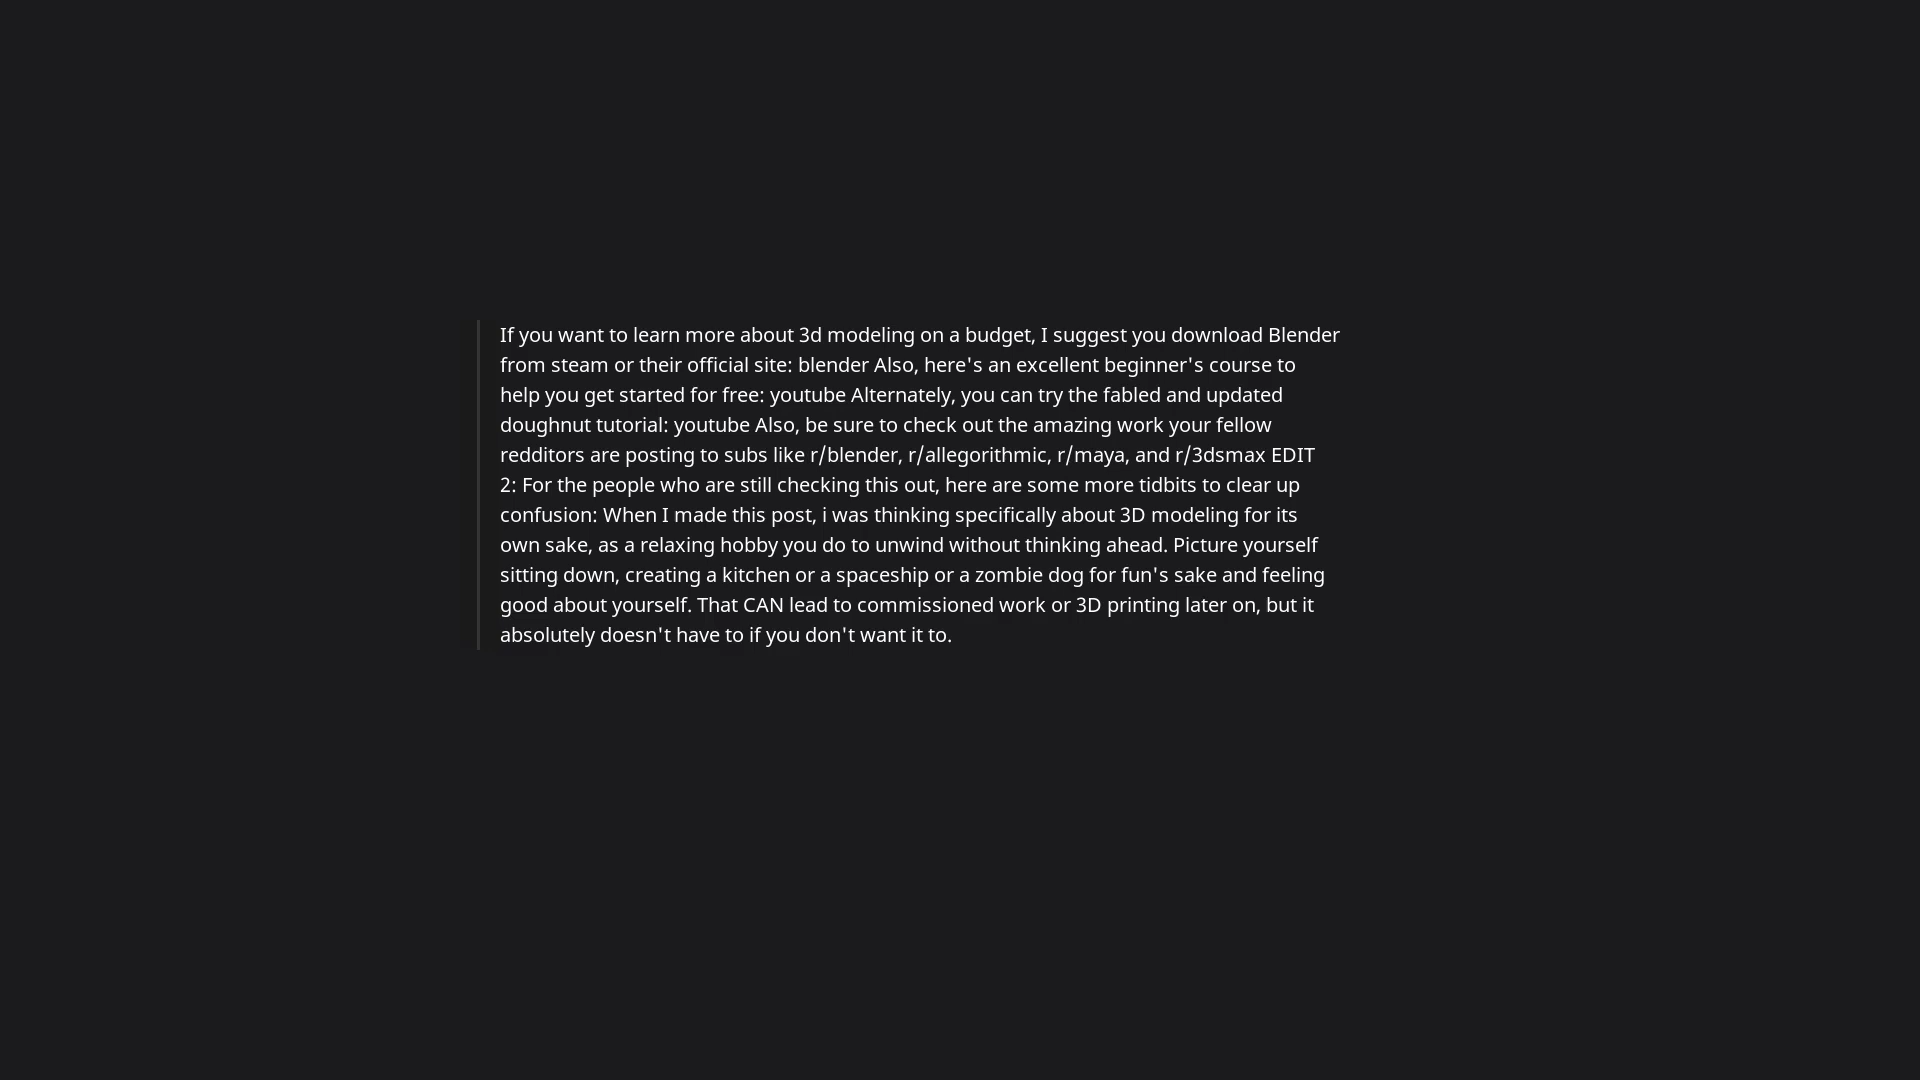 If you want to learn more about 3d modeling on a budget, I suggest you download Blender
from steam or their official site: blender Also, here's an excellent beginner's course to
help you get started for free: youtube Alternately, you can try the fabled and updated
doughnut tutorial: youtube Also, be sure to check out the amazing work your fellow
redditors are posting to subs like r/blender, r/allegorithmic, r/maya, and r/3dsmax EDIT
2: For the people who are still checking this out, here are some more tidbits to clear up
confusion: When I made this post, i was thinking specifically about 3D modeling for its
own sake, as a relaxing hobby you do to unwind without thinking ahead. Picture yourself
sitting down, creating a kitchen or a spaceship or a zombie dog for fun's sake and feeling
good about yourself. That CAN lead to commissioned work or 3D printing later on, but it
absolutely doesn't have to if you don't want it to.